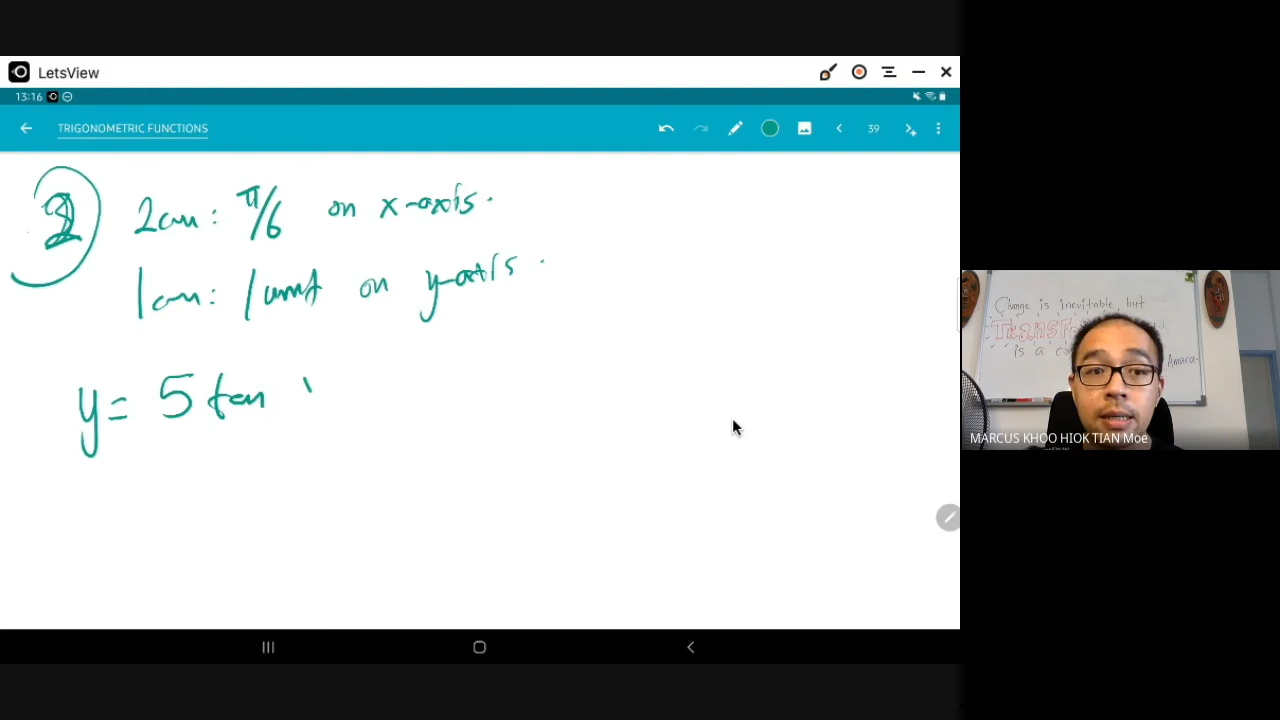 LetsView
13:16
TRIGONOMETRIC FUNCTIONS
39
2cm: π/6 on x-axis.
1cm: 1 unit on y-axis.
y= 5 tan
Change is inevitable, but
is a
Amara
MARCUS KHOO HIOK TIAN Moe